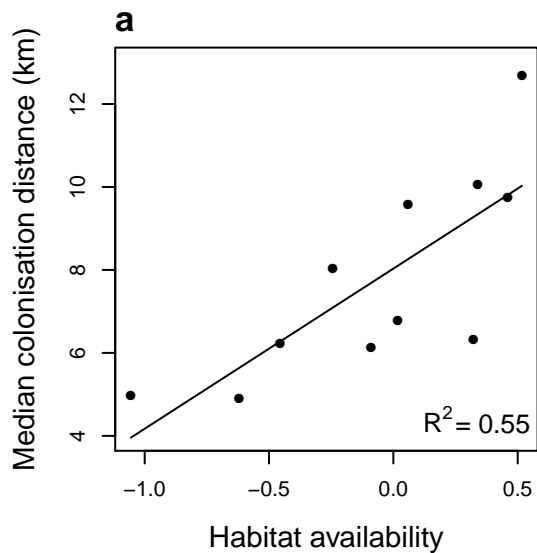 a
Median colonisation distance (km)
12
10
8
6
4
R² = 0.55
−1.0 −0.5 0.0 0.5
Habitat availability